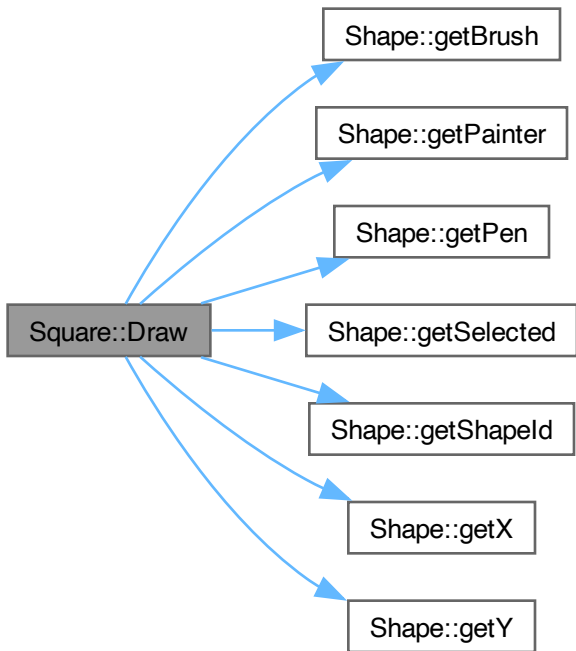 Shape::getBrush
Shape::getPainter
Shape::getPen
Square::Draw
Shape::getSelected
Shape::getShapeId
Shape::getX
Shape::getY